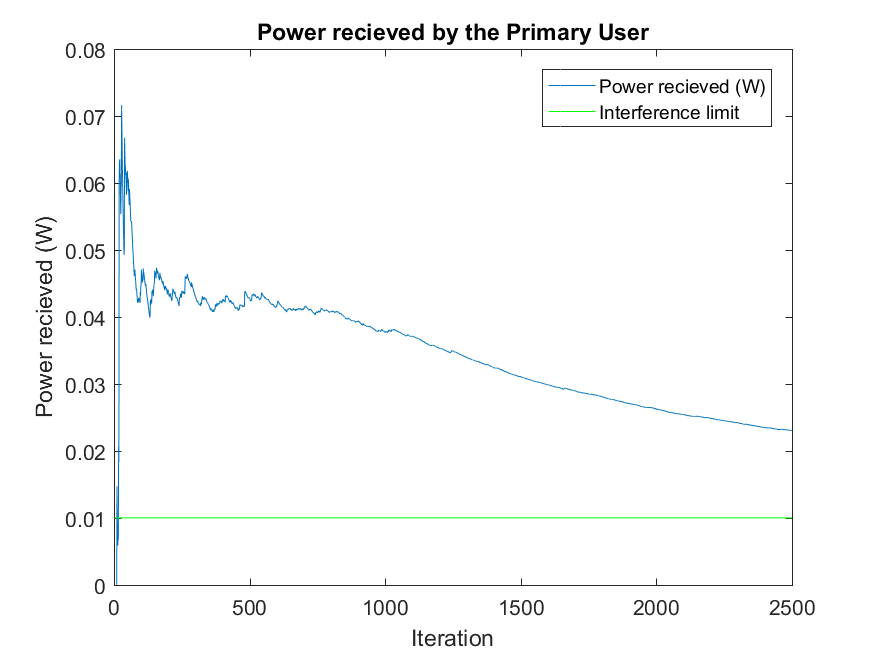 Power recieved by the Primary User
0.08
0.07
0.06
0.05
0.04
0.03
0.02
0.01
0
Power recieved (W)
Power recieved (W)
Interference limit
0 500 1000 1500 2000 2500
Iteration